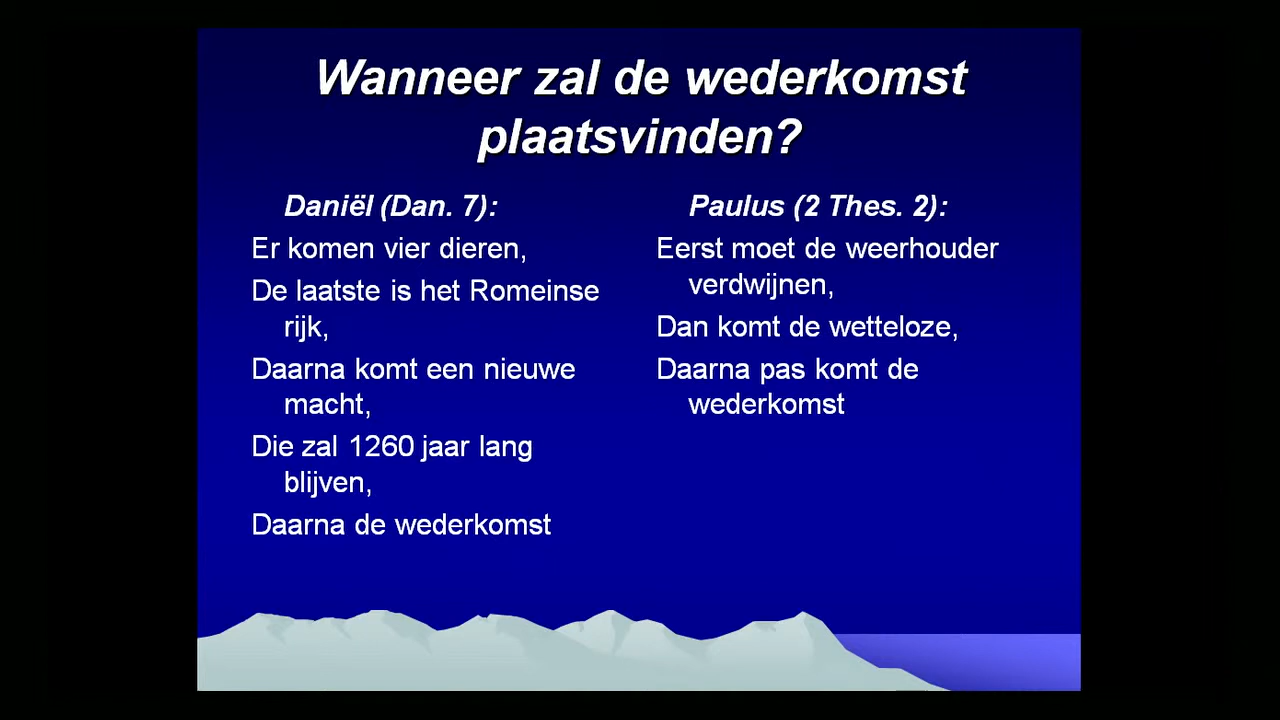 Wanneer zal de wederkomst
plaatsvinden?
Daniël (Dan. 7):
Er komen vier dieren,
De laatste is het Romeinse
rijk,
Daarna komt een nieuwe
macht,
Die zal 1260 jaar lang
blijven,
Daarna de wederkomst
Paulus (2 Thes. 2):
Eerst moet de weerhouder
verdwijnen,
Dan komt de wetteloze,
Daarna pas komt de
wederkomst